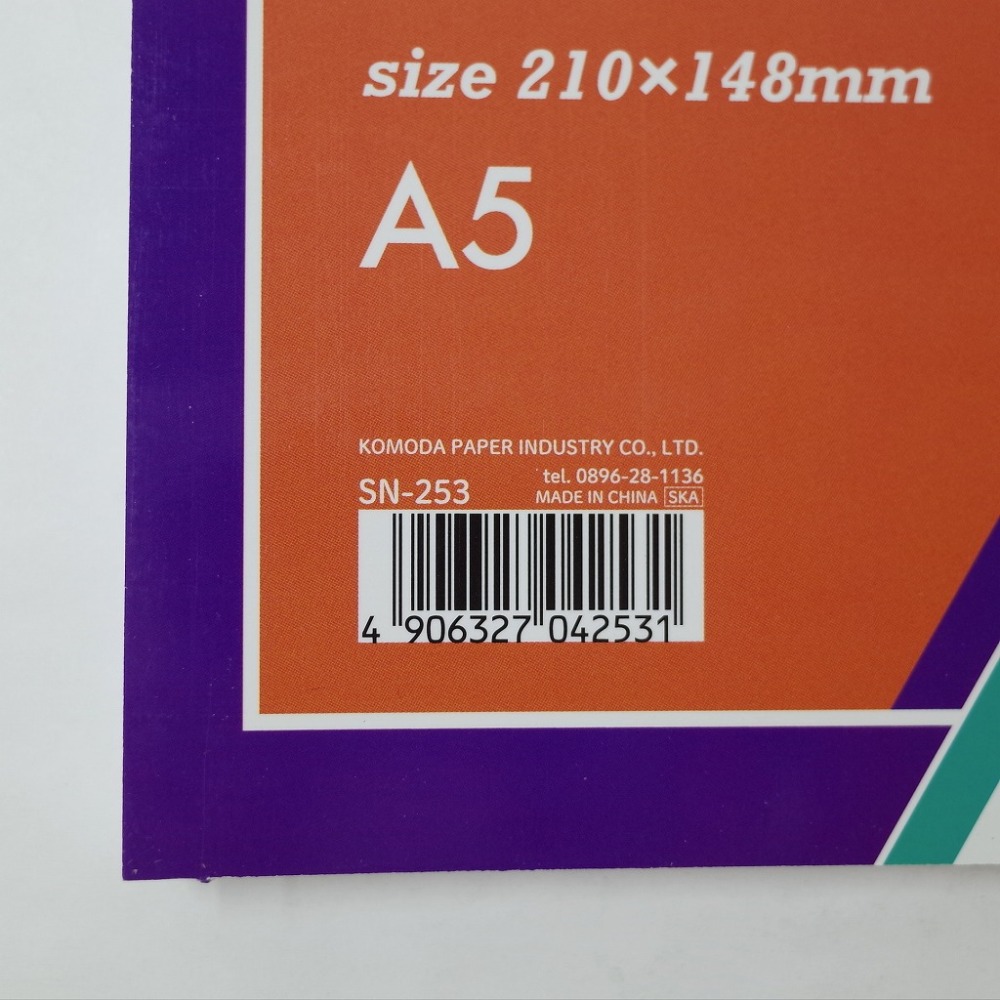 size 210×148mm
A5
KOMODA PAPER INDUSTRY CO., LTD.
tel. 0896-28-1136
SN-253
MADE IN CHINA SKA
4 906327 042531